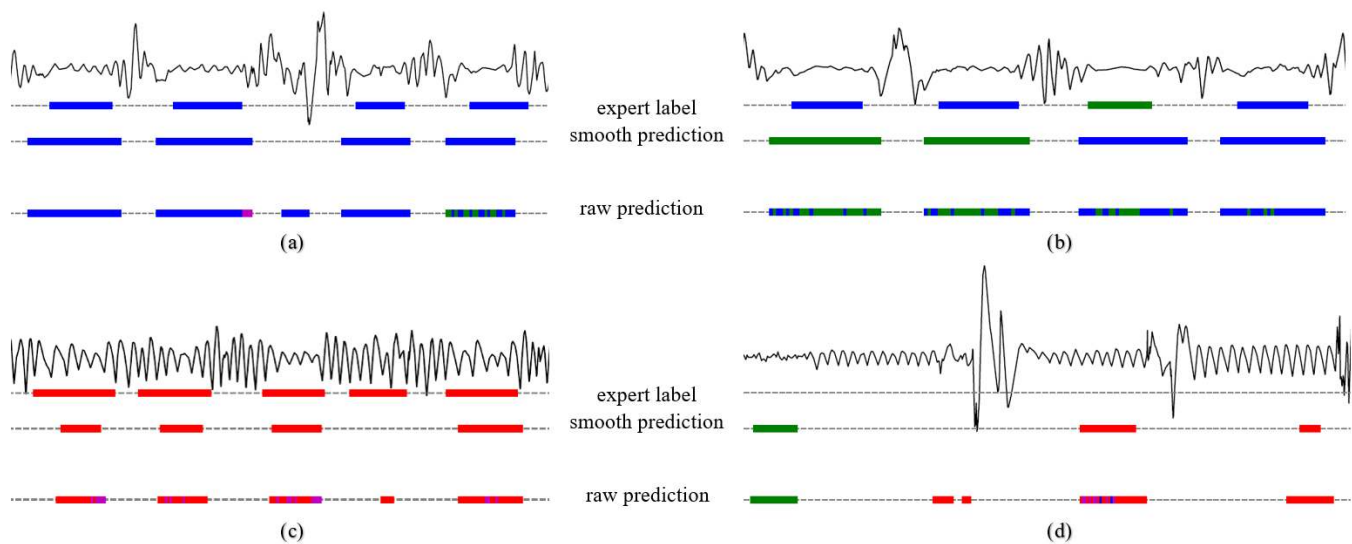 expert label
smooth prediction
raw prediction
(a)
(b)
expert label
smooth prediction
raw prediction
(c)
(d)